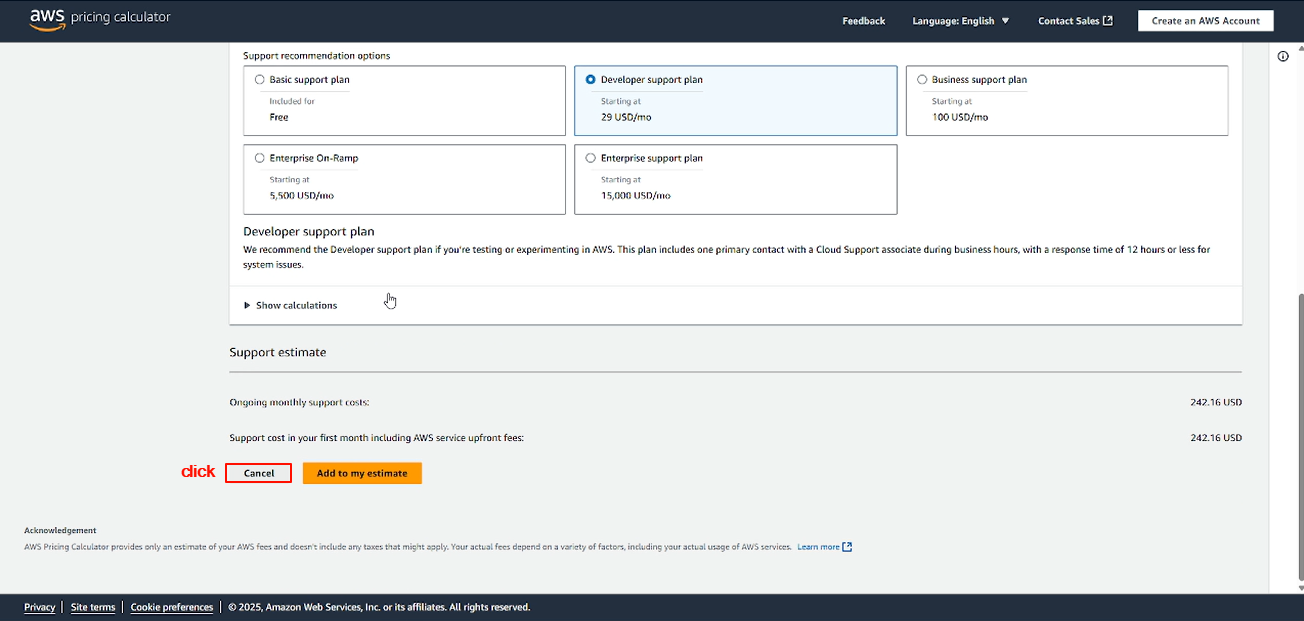 aws pricing calculator
Feedback Language: English Contact Sales Create an AWS Account
Support recommendation options
Basic support plan
Included for
Free
Developer support plan
Starting at
29 USD/mo
Business support plan
Starting at
100 USD/mo
Enterprise On-Ramp
Starting at
5,500 USD/mo
Enterprise support plan
Starting at
15,000 USD/mo
Developer support plan
We recommend the Developer support plan if you're testing or experimenting in AWS. This plan includes one primary contact with a Cloud Support associate during business hours, with a response time of 12 hours or less for
system issues.
Show calculations
Support estimate
Ongoing monthly support costs: 242.16 USD
Support cost in your first month including AWS service upfront fees: 242.16 USD
click Cancel Add to my estimate
Acknowledgement
AWS Pricing Calculator provides only an estimate of your AWS fees and doesn't include any taxes that might apply. Your actual fees depend on a variety of factors, including your actual usage of AWS services. Learn more
Privacy | Site terms | Cookie preferences | © 2025, Amazon Web Services, Inc. or its affiliates. All rights reserved.